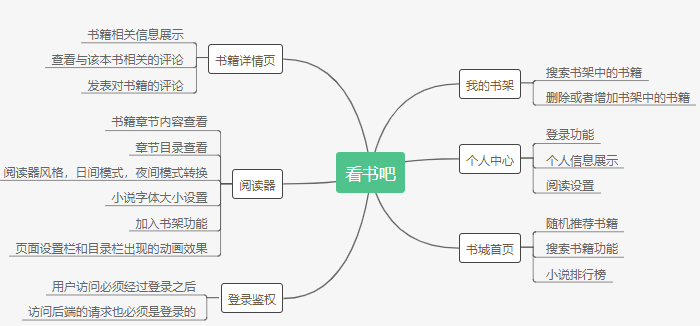 看书吧
书籍详情页
书籍相关信息展示
查看与该本书相关的评论
发表对书籍的评论
阅读器
书籍章节内容查看
章节目录查看
阅读器风格，日间模式，夜间模式转换
小说字体大小设置
加入书架功能
页面设置栏和目录栏出现的动画效果
登录鉴权
用户访问必须经过登录之后
访问后端的请求也必须是登录的
我的书架
搜索书架中的书籍
删除或者增加书架中的书籍
个人中心
登录功能
个人信息展示
阅读设置
书城首页
随机推荐书籍
搜索书籍功能
小说排行榜